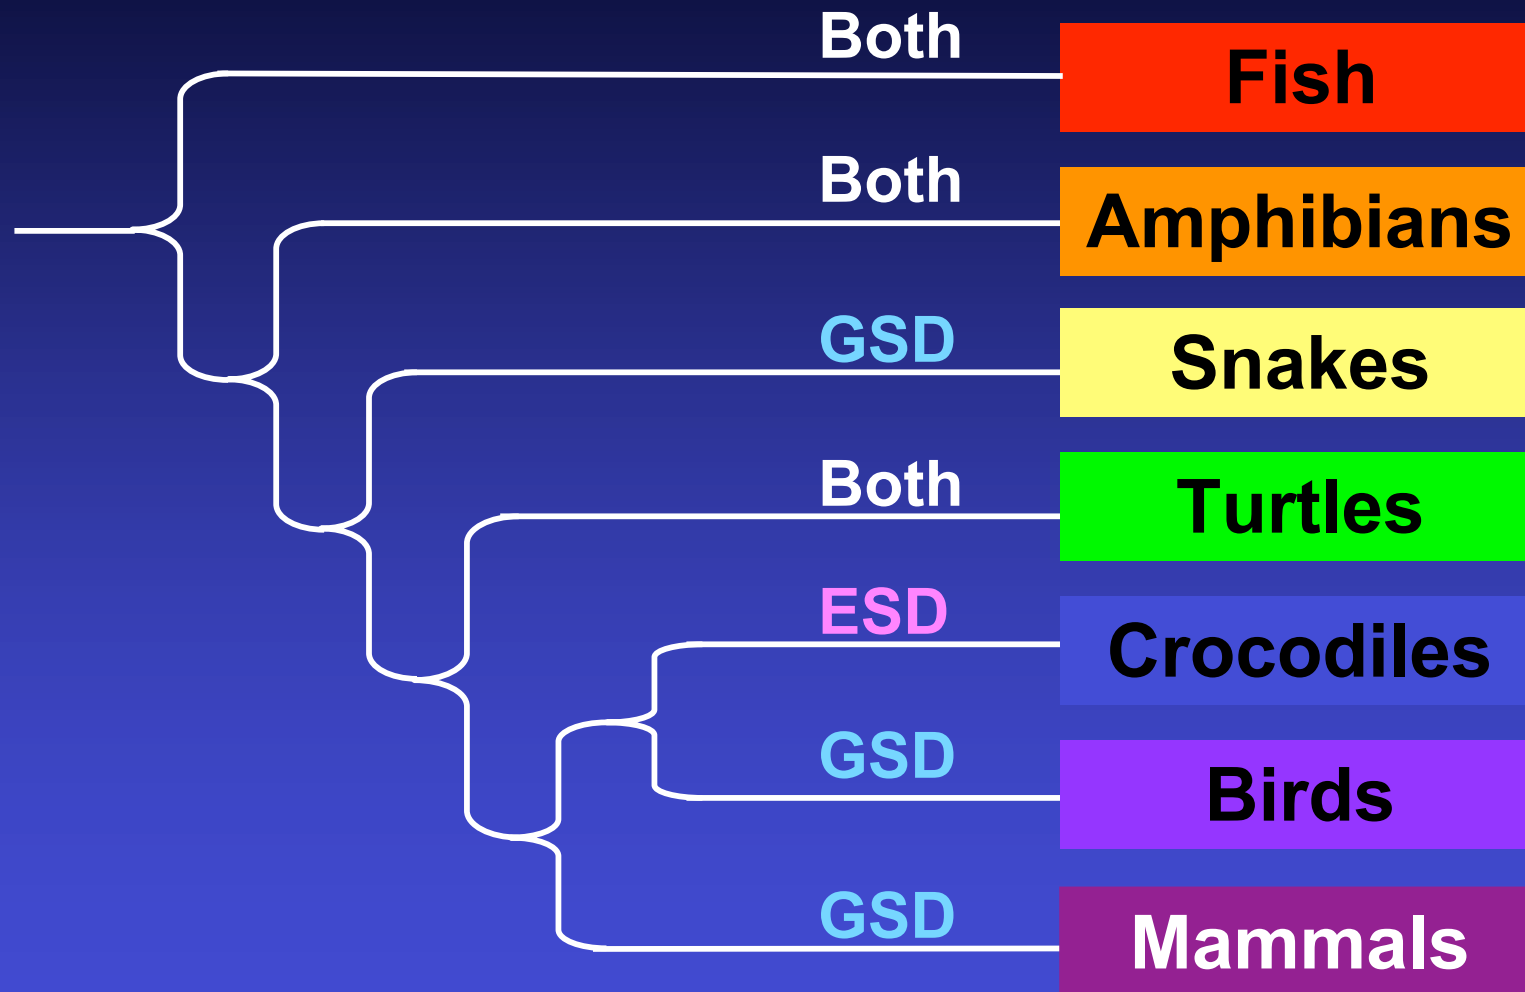 Both
Fish
Both
Amphibians
GSD
Snakes
Both
Turtles
ESD
Crocodiles
GSD
Birds
GSD
Mammals